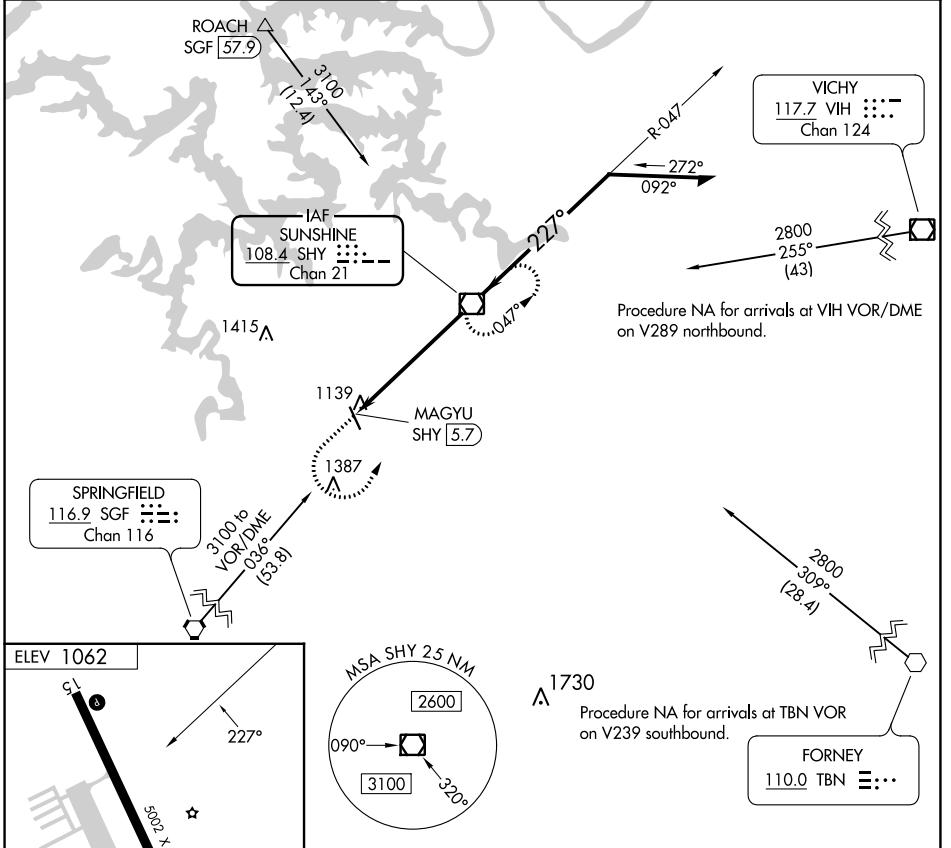 ROACH
SGF 57.9
3100
143°
(12.4)
R-047
272°
092°
VICHY
117.7 VIH
Chan 124
IAF
SUNSHINE
108.4 SHY
Chan 21
227°
2800
255°
(43)
047°
Procedure NA for arrivals at VIH VOR/DME
on V289 northbound.
1415
1139
MAGYU
SHY 5.7
1387
SPRINGFIELD
116.9 SGF
Chan 116
3100 to
VOR/DME
036°
(53.8)
2800
309°
(28.4)
ELEV 1062
15
P
227°
5002 X
MSA SHY 25 NM
2600
090°
3100
320°
1730
Procedure NA for arrivals at TBN VOR
on V239 southbound.
FORNEY
110.0 TBN